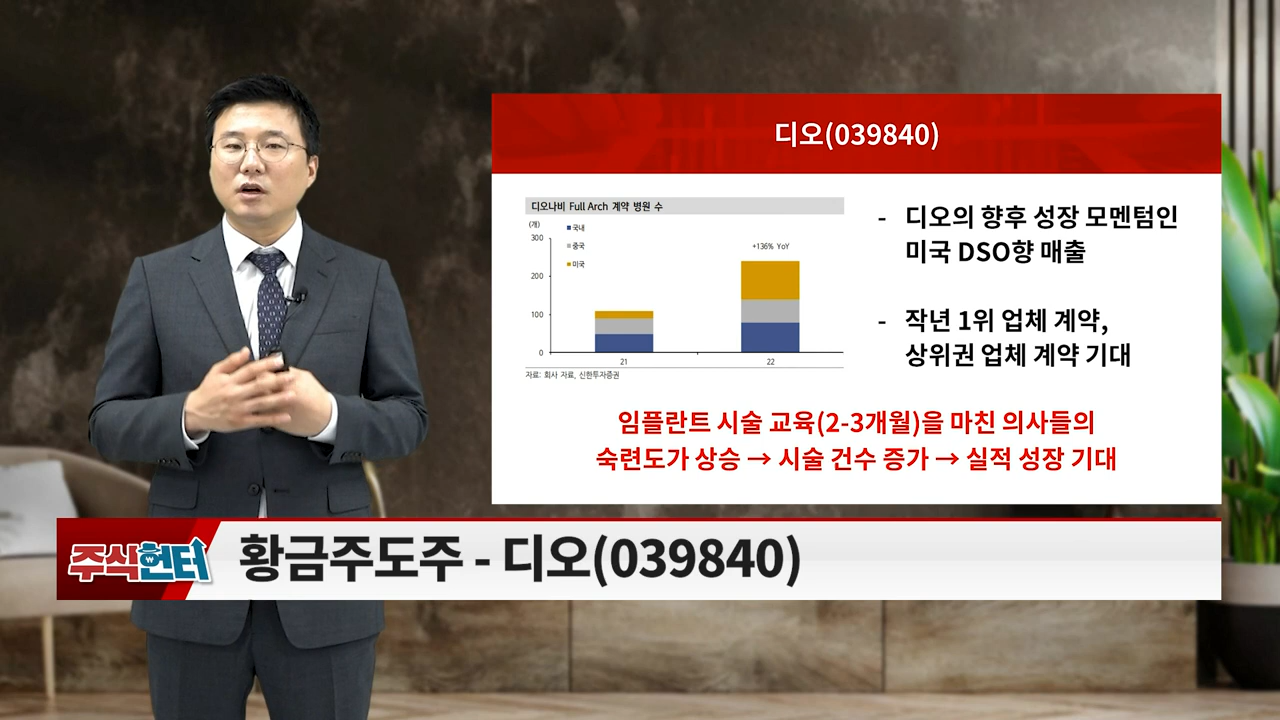 디오(039840)
디오나비 Full Arch 계약 병원 수
(개)
국내
중국
미국
300
200
100
0
+136% YoY
21
22
자료: 회사 자료, 신한투자증권
- 디오의 향후 성장 모멘텀인
미국 DSO향 매출
- 작년 1위 업체 계약,
상위권 업체 계약 기대
임플란트 시술 교육(2-3개월)을 마친 의사들의
숙련도가 상승 → 시술 건수 증가 → 실적 성장 기대
주식헌터
황금주도주 - 디오(039840)